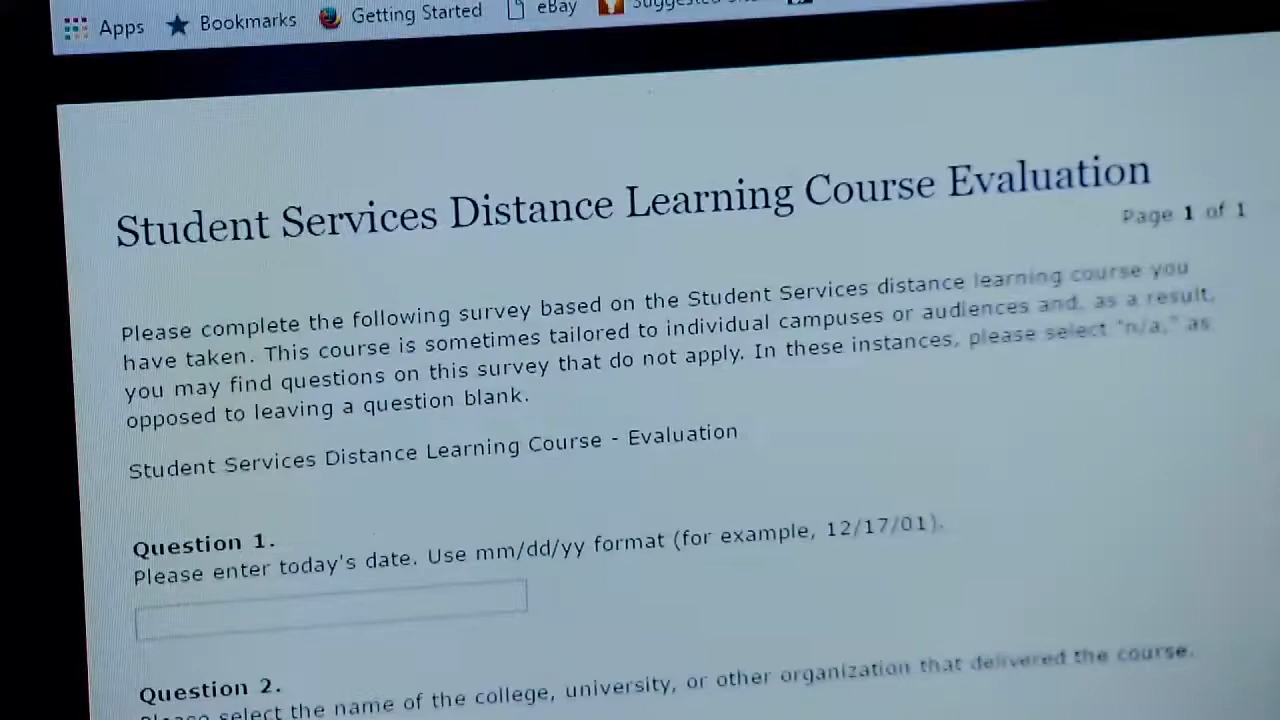 Apps Bookmarks Getting Started eBay
Student Services Distance Learning Course Evaluation
Page 1 of 1
Please complete the following survey based on the Student Services distance learning course you
have taken. This course is sometimes tailored to individual campuses or audiences and, as a result,
you may find questions on this survey that do not apply. In these instances, please select "n/a," as
opposed to leaving a question blank.
Student Services Distance Learning Course - Evaluation
Question 1.
Please enter today's date. Use mm/dd/yy format (for example, 12/17/01).
Question 2.
Please select the name of the college, university, or other organization that delivered the course.